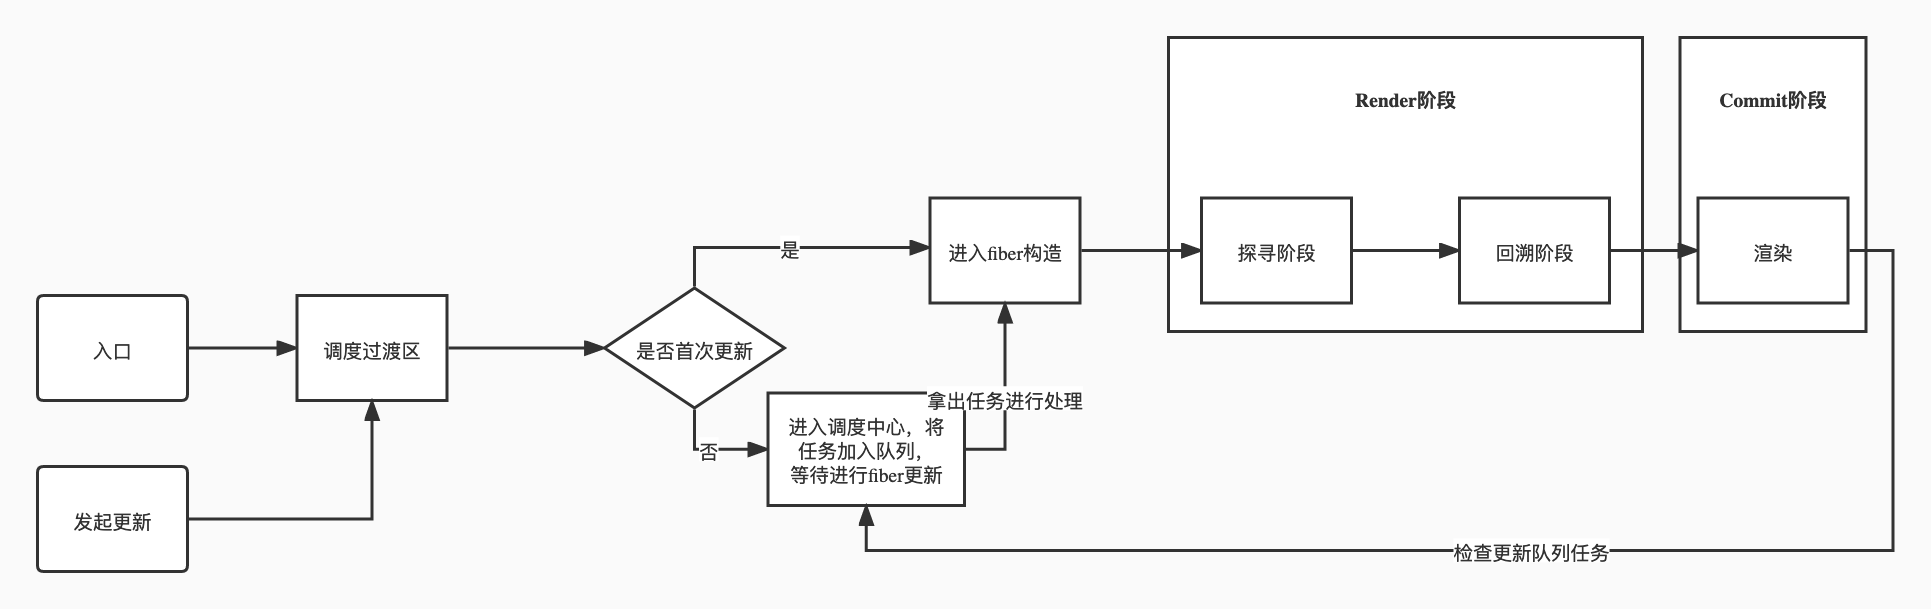 Render阶段
Commit阶段
是
进入fiber构造
探寻阶段
回溯阶段
渲染
入口
调度过渡区
是否首次更新
拿出任务进行处理
进入调度中心，将
任务加入队列，
等待进行fiber更新
否
发起更新
检查更新队列任务